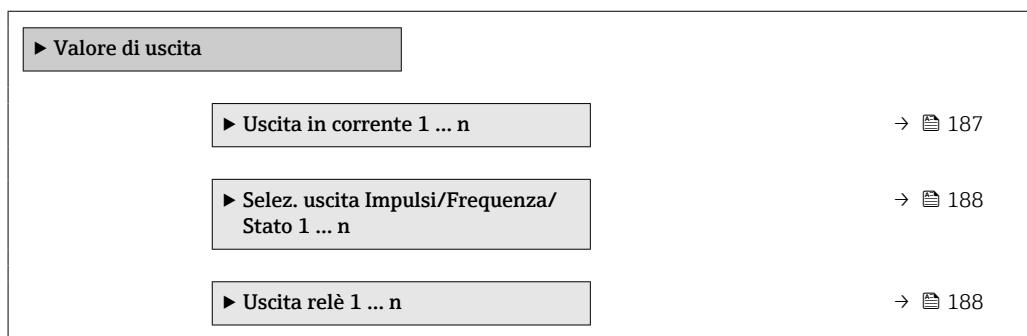 ▶ Valore di uscita
▶ Uscita in corrente 1 … n → 187
▶ Selez. uscita Impulsi/Frequenza/ → 188
Stato 1 … n
▶ Uscita relè 1 … n → 188